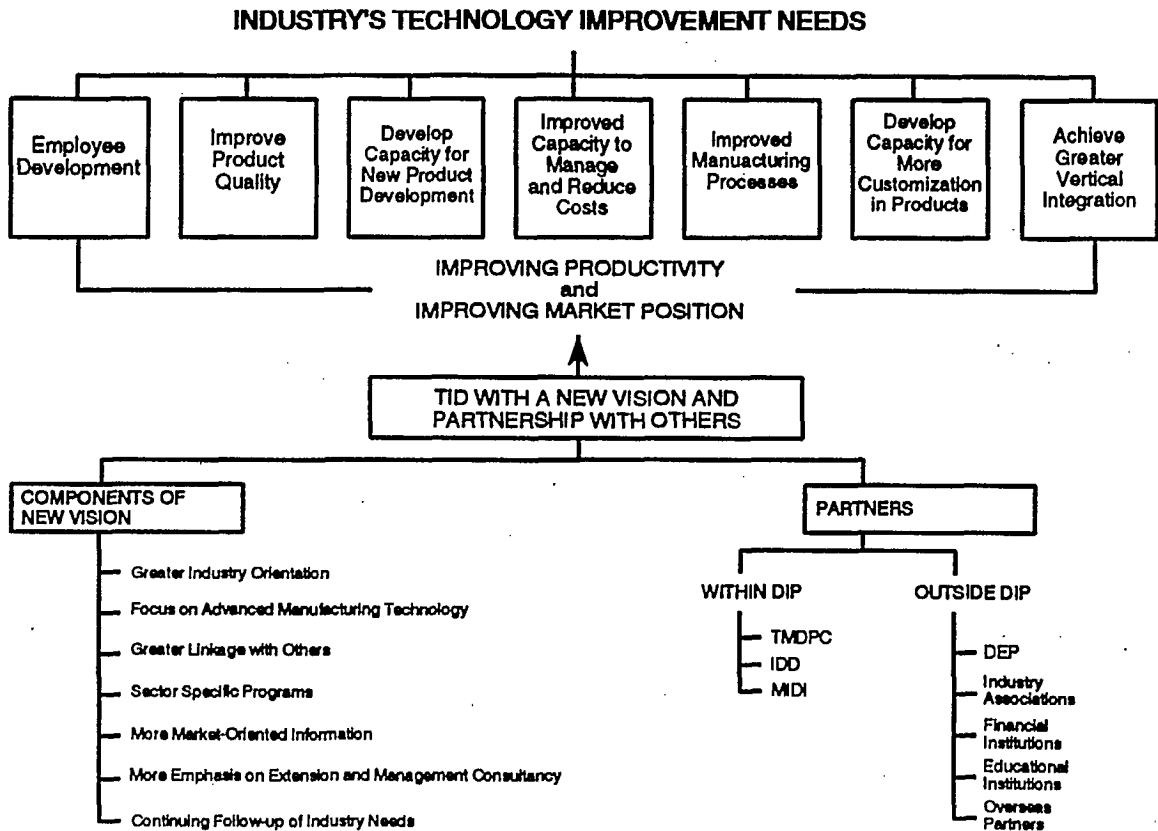 INDUSTRY'S TECHNOLOGY IMPROVEMENT NEEDS
Employee
Development
Improve
Product
Quality
Develop
Capacity for
New Product
Development
Improved
Capacity to
Manage
and Reduce
Costs
Improved
Manuacturing
Processes
Develop
Capacity for
More
Customization
in Products
Achieve
Greater
Vertical
Integration
IMPROVING PRODUCTIVITY
and
IMPROVING MARKET POSITION
TID WITH A NEW VISION AND
PARTNERSHIP WITH OTHERS
COMPONENTS OF
NEW VISION
Greater Industry Orientation
Focus on Advanced Manufacturing Technology
Greater Linkage with Others
Sector Specific Programs
More Market-Oriented Information
More Emphasis on Extension and Management Consultancy
Continuing Follow-up of Industry Needs
PARTNERS
WITHIN DIP
TMDPC
IDD
MIDI
OUTSIDE DIP
DEP
Industry
Associations
Financial
Institutions
Educational
Institutions
Overseas
Partners